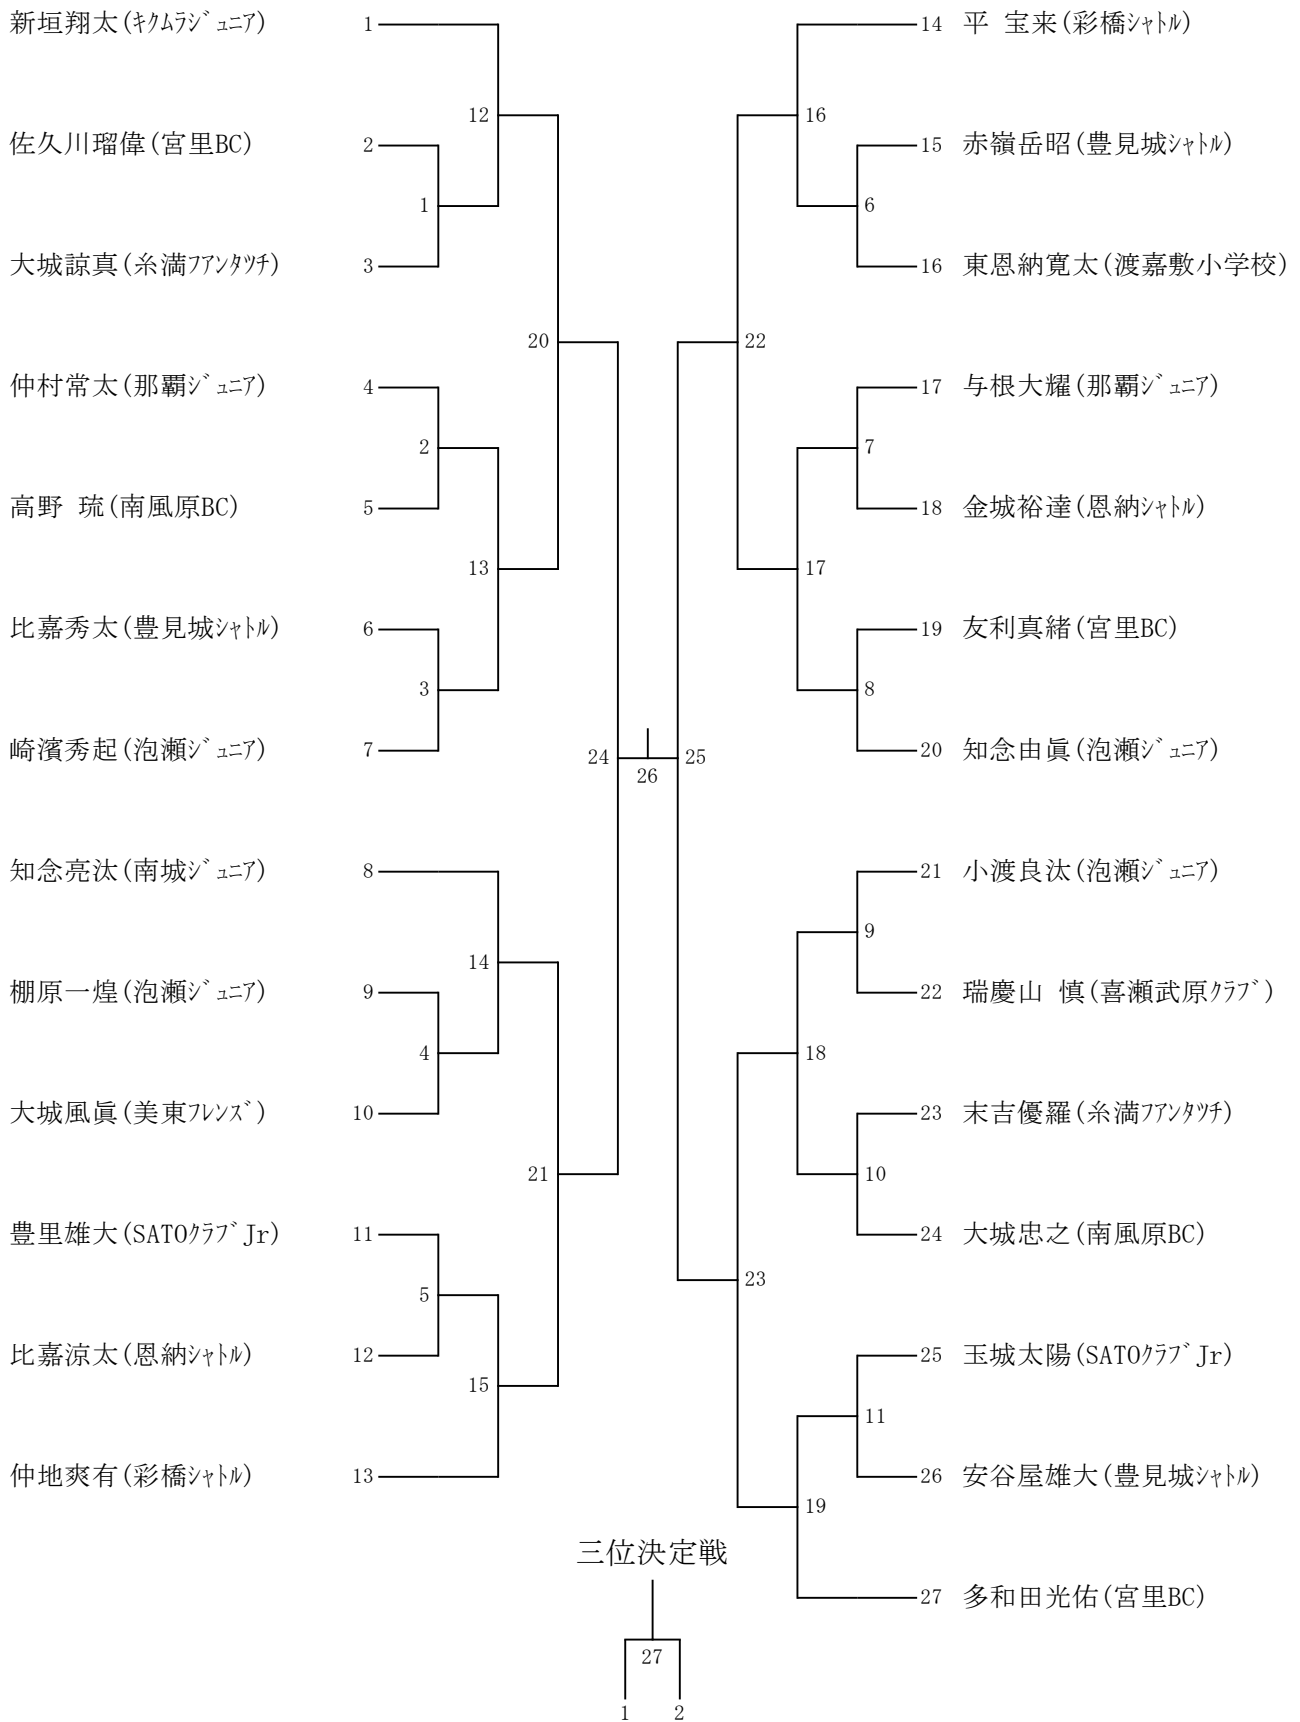 新垣翔太(ｷｸﾑﾗｼﾞｭﾆｱ) 1
12
佐久川瑠偉(宮里BC) 2
1
大城諒真(糸満ﾌｱﾝﾀｯﾁ) 3
20
仲村常太(那覇ｼﾞｭﾆｱ) 4
2
高野 琉(南風原BC) 5
13
比嘉秀太(豊見城ｼｬﾄﾙ) 6
3
崎濱秀起(泡瀬ｼﾞｭﾆｱ) 7
24
26
知念亮汰(南城ｼﾞｭﾆｱ) 8
14
棚原一煌(泡瀬ｼﾞｭﾆｱ) 9
4
大城風眞(美東ﾌﾚﾝｽﾞ) 10
21
豊里雄大(SATOｸﾗﾌﾞJr) 11
5
比嘉涼太(恩納ｼｬﾄﾙ) 12
15
仲地爽有(彩橋ｼｬﾄﾙ) 13
14 平 宝来(彩橋ｼｬﾄﾙ)
16
15 赤嶺岳昭(豊見城ｼｬﾄﾙ)
6
16 東恩納寛太(渡嘉敷小学校)
22
17 与根大耀(那覇ｼﾞｭﾆｱ)
7
18 金城裕達(恩納ｼｬﾄﾙ)
17
19 友利真緒(宮里BC)
8
20 知念由眞(泡瀬ｼﾞｭﾆｱ)
25
21 小渡良汰(泡瀬ｼﾞｭﾆｱ)
9
22 瑞慶山 慎(喜瀬武原ｸﾗﾌﾞ)
18
23 末吉優羅(糸満ﾌｱﾝﾀｯﾁ)
10
24 大城忠之(南風原BC)
23
25 玉城太陽(SATOｸﾗﾌﾞJr)
11
26 安谷屋雄大(豊見城ｼｬﾄﾙ)
19
27 多和田光佑(宮里BC)
三位決定戦
27
1 2